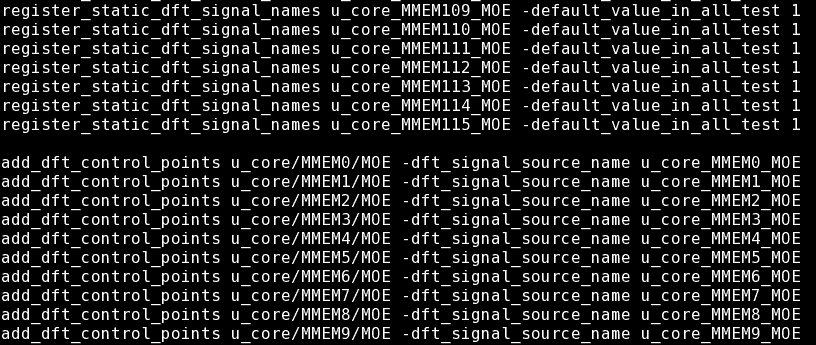 register_static_dft_signal_names u_core_MMEM109_MOE -default_value_in_all_test 1
register_static_dft_signal_names u_core_MMEM110_MOE -default_value_in_all_test 1
register_static_dft_signal_names u_core_MMEM111_MOE -default_value_in_all_test 1
register_static_dft_signal_names u_core_MMEM112_MOE -default_value_in_all_test 1
register_static_dft_signal_names u_core_MMEM113_MOE -default_value_in_all_test 1
register_static_dft_signal_names u_core_MMEM114_MOE -default_value_in_all_test 1
register_static_dft_signal_names u_core_MMEM115_MOE -default_value_in_all_test 1
add_dft_control_points u_core/MMEM0/MOE -dft_signal_source_name u_core_MMEM0_MOE
add_dft_control_points u_core/MMEM1/MOE -dft_signal_source_name u_core_MMEM1_MOE
add_dft_control_points u_core/MMEM2/MOE -dft_signal_source_name u_core_MMEM2_MOE
add_dft_control_points u_core/MMEM3/MOE -dft_signal_source_name u_core_MMEM3_MOE
add_dft_control_points u_core/MMEM4/MOE -dft_signal_source_name u_core_MMEM4_MOE
add_dft_control_points u_core/MMEM5/MOE -dft_signal_source_name u_core_MMEM5_MOE
add_dft_control_points u_core/MMEM6/MOE -dft_signal_source_name u_core_MMEM6_MOE
add_dft_control_points u_core/MMEM7/MOE -dft_signal_source_name u_core_MMEM7_MOE
add_dft_control_points u_core/MMEM8/MOE -dft_signal_source_name u_core_MMEM8_MOE
add_dft_control_points u_core/MMEM9/MOE -dft_signal_source_name u_core_MMEM9_MOE